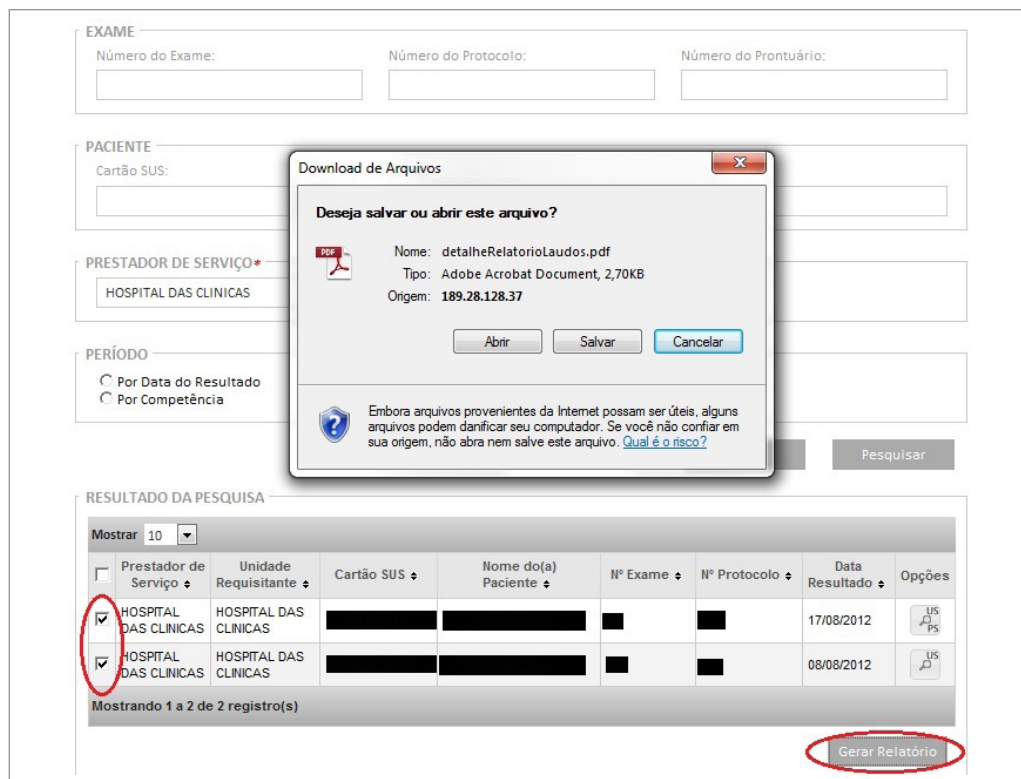 EXAME
Número do Exame: Número do Protocolo: Número do Prontuário:
PACIENTE
Cartão SUS:
Download de Arquivos
Deseja salvar ou abrir este arquivo?
PDF
Nome: detalheRelatorioLaudos.pdf
Tipo: Adobe Acrobat Document, 2,70KB
Origem: 189.28.128.37
Abrir Salvar Cancelar
Embora arquivos provenientes da Internet possam ser úteis, alguns
arquivos podem danificar seu computador. Se você não confiar em
sua origem, não abra nem salve este arquivo. Qual é o risco?
PRESTADOR DE SERVIÇO*
HOSPITAL DAS CLINICAS
PERÍODO
Por Data do Resultado
Por Competência
Pesquisar
RESULTADO DA PESQUISA
Mostrar 10
Prestador de Serviço Unidade Requisitante Cartão SUS Nome do(a) Paciente Nº Exame Nº Protocolo Data Resultado Opções
HOSPITAL DAS CLINICAS HOSPITAL DAS CLINICAS 17/08/2012 US PS
HOSPITAL DAS CLINICAS HOSPITAL DAS CLINICAS 08/08/2012 US
Mostrando 1 a 2 de 2 registro(s)
Gerar Relatório